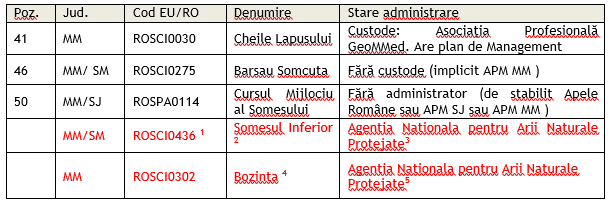 Poz. Jud. Cod EU/RO Denumire Stare administrare
41 MM ROSCI0030 Cheile Lapusului Custode: Asociația Profesională
GeoMMed. Are plan de Management
46 MM/ SM ROSCI0275 Barsau Somcuta Fără custode (implicit APM MM )
50 MM/SJ ROSPA0114 Cursul Mijlociu Fără administrator (de stabilit Apele
al Somesului Române sau APM SJ sau APM MM )
MM/SM ROSCI0436 1 Somesul Inferior Agentia Nationala pentru Arii Naturale
2 Protejate3
MM ROSCI0302 Bozinta 4 Agentia Nationala pentru Arii Naturale
Protejate5